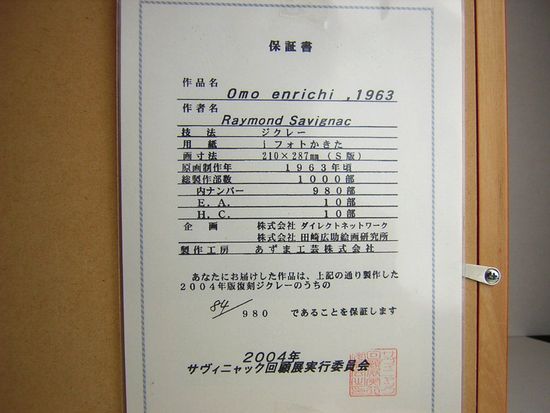 保証書
作品名 Omo enrichi ,1963
作者名 Raymond Savignac
技法 ジクレー
用紙 i フォトかきた
画寸法 210×287㎜ (S版)
原画制作年 1963年頃
総製作部数 1000部
内ナンバー 980部
E.A. 10部
H.C. 10部
企画 株式会社 ダイレクトネットワーク
株式会社 田崎広助絵画研究所
製作工房 あずま工芸株式会社
あなたにお届けした作品は、上記の通り製作した
2004年版復刻ジクレーのうちの
84/980 であることを保証します
2004年
サヴィニャック回顧展実行委員会